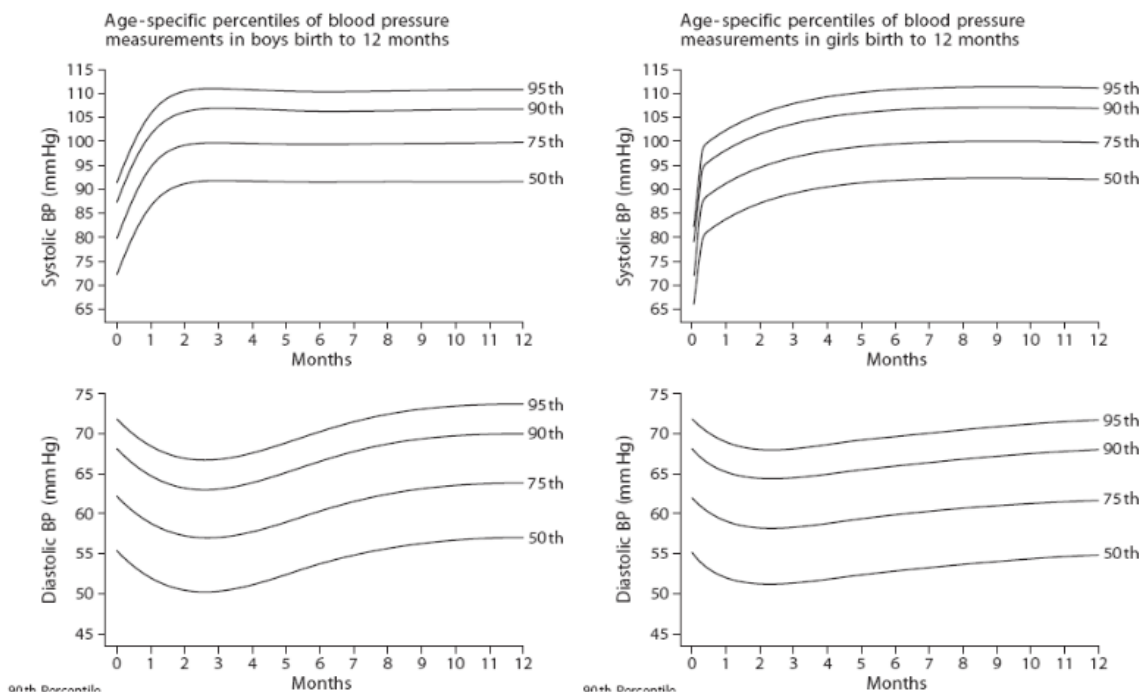 Age-specific percentiles of blood pressure
measurements in boys birth to 12 months
115
110
105
100
95
90
85
80
75
70
65
Systolic BP (mmHg)
95th
90th
75th
50th
0 1 2 3 4 5 6 7 8 9 10 11 12
Months
75
70
65
60
55
50
45
Diastolic BP (mmHg)
95th
90th
75th
50th
0 1 2 3 4 5 6 7 8 9 10 11 12
Months
90th Percentile
Age-specific percentiles of blood pressure
measurements in girls birth to 12 months
115
110
105
100
95
90
85
80
75
70
65
Systolic BP (mmHg)
95th
90th
75th
50th
0 1 2 3 4 5 6 7 8 9 10 11 12
Months
75
70
65
60
55
50
45
Diastolic BP (mmHg)
95th
90th
75th
50th
0 1 2 3 4 5 6 7 8 9 10 11 12
Months
90th Percentile